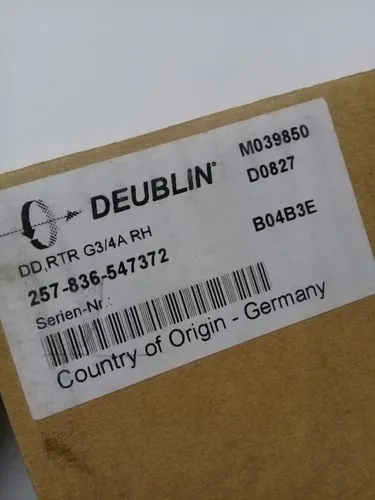 DEUBLIN®
M039850
D0827
DD,RTR G3/4A RH
B04B3E
257-836-547372
Serien-Nr.:
Country of Origin - Germany